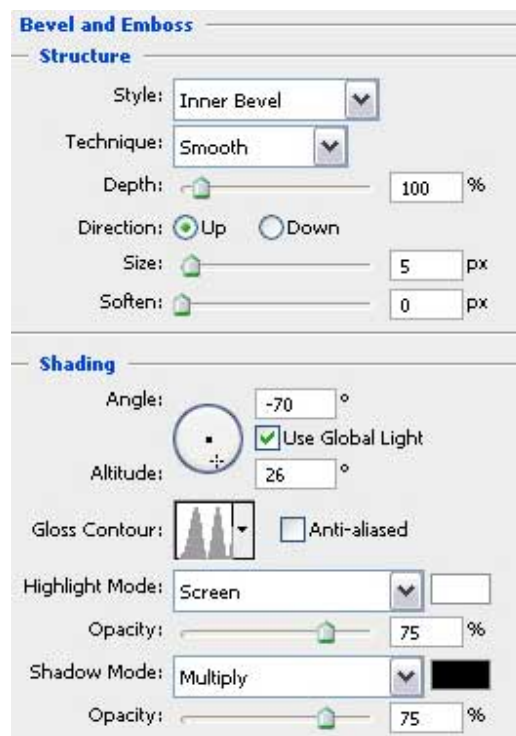 Bevel and Emboss
Structure
Style: Inner Bevel
Technique: Smooth
Depth: 100 %
Direction: Up Down
Size: 5 px
Soften: 0 px
Shading
Angle: -70 °
Use Global Light
Altitude: 26 °
Gloss Contour: Anti-aliased
Highlight Mode: Screen
Opacity: 75 %
Shadow Mode: Multiply
Opacity: 75 %